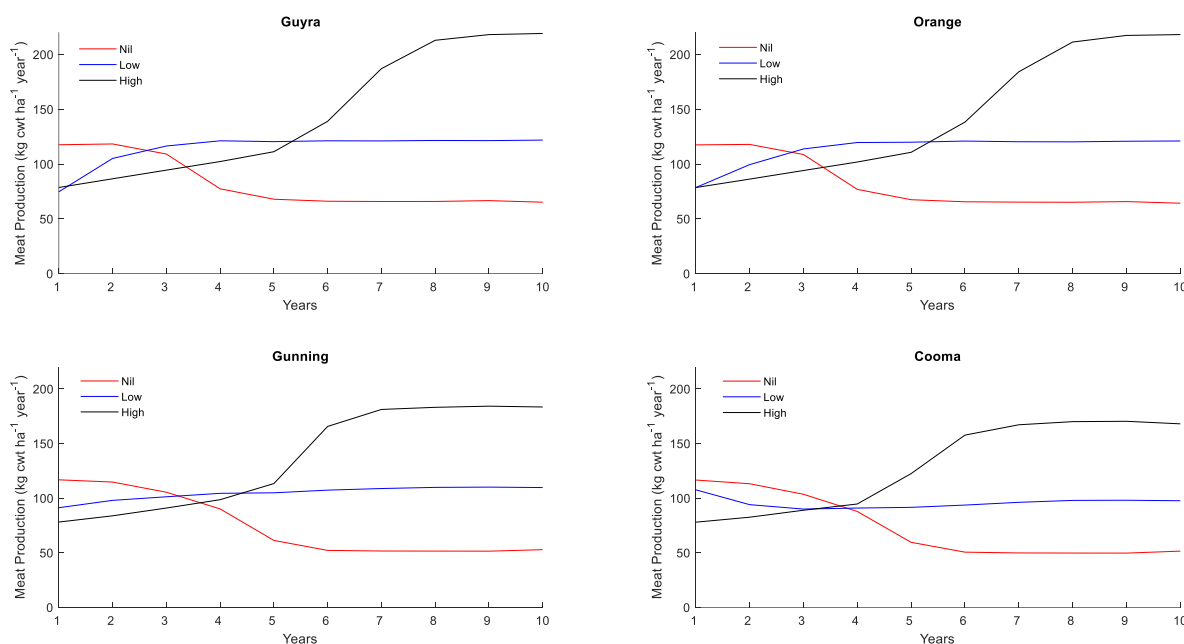 Guyra
Nil
Low
High
Meat Production (kg cwt ha-1 year-1)
200
150
100
50
0
1 2 3 4 5 6 7 8 9 10
Years
Orange
Nil
Low
High
Meat Production (kg cwt ha-1 year-1)
200
150
100
50
0
1 2 3 4 5 6 7 8 9 10
Years
Gunning
Nil
Low
High
Meat Production (kg cwt ha-1 year-1)
200
150
100
50
0
1 2 3 4 5 6 7 8 9 10
Years
Cooma
Nil
Low
High
Meat Production (kg cwt ha-1 year-1)
200
150
100
50
0
1 2 3 4 5 6 7 8 9 10
Years